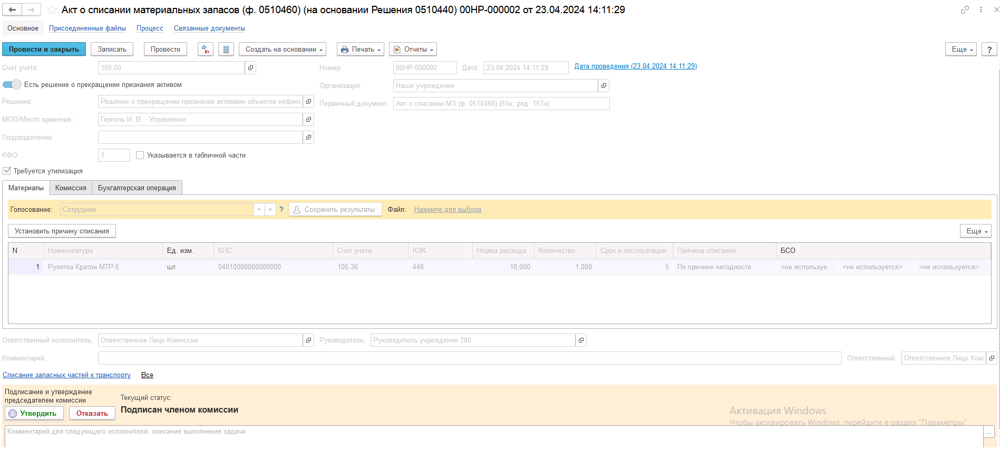 Акт о списании материальных запасов (ф. 0510460) (на основании Решения 0510440) 00НР-000002 от 23.04.2024 14:11:29
Основное Присоединенные файлы Процесс Связанные документы
Провести и закрыть Записать Провести Дт Кт Создать на основании Печать Отчеты Еще ?
Счет учета: 105.00 Номер: 00НР-000002 Дата: 23.04.2024 14:11:29 Дата проведения (23.04.2024 14:11:29)
Есть решение о прекращении признания активом Организация: Наше учреждение
Решение: Решение о прекращении признания активами объектов нефина Первичный документ: Акт о списании МЗ (ф. 0510460) (61н, ред. 157н)
МОЛ/Место хранения: Гергель И. В. - Управление
Подразделение:
КФО: 1 Указывается в табличной части
Требуется утилизация
Материалы Комиссия Бухгалтерская операция
Голосование: Сотрудник ? Сохранить результаты Файл: Нажмите для выбора
Установить причину списания Еще
N Номенклатура Ед. изм. КПС Счет учета КЭК Норма расхода Количество Срок в эксплуатации Причина списания БСО
1 Рулетка Кратон МТР-5 шт. 04010000000000000 105.36 446 10,000 1,000 5 По причине негодности <не используе... <не используется> <не используется>
Ответственный исполнитель: Ответственное Лицо Комиссии Руководитель: Руководитель учреждения 280
Комментарий: Ответственный: Ответственное Лицо Ком
Списание запасных частей к транспорту Все
Подписание и утверждение
председателем комиссии
Текущий статус:
Утвердить Отказать Подписан членом комиссии
Активация Windows
Чтобы активировать Windows, перейдите в раздел "Параметры".
Комментарий для следующего исполнителя, описание выполнения задачи ...